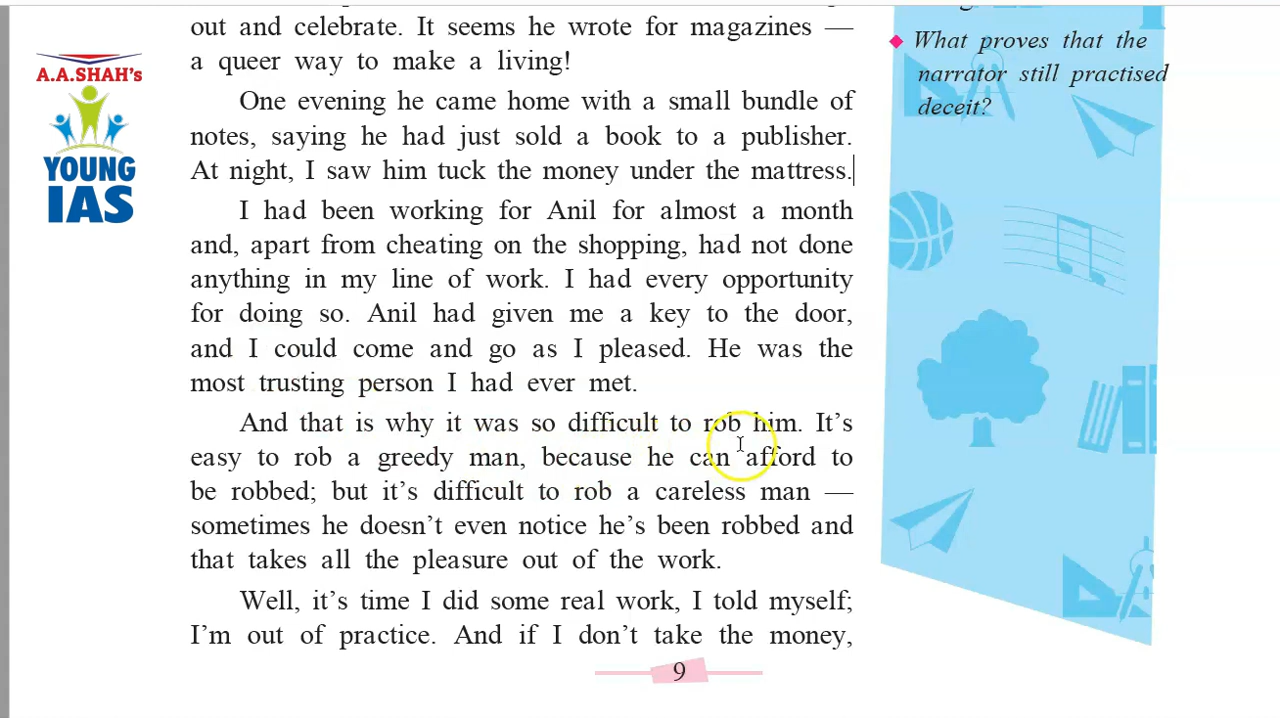 out and celebrate. It seems he wrote for magazines —
a queer way to make a living!
One evening he came home with a small bundle of
notes, saying he had just sold a book to a publisher.
At night, I saw him tuck the money under the mattress.
I had been working for Anil for almost a month
and, apart from cheating on the shopping, had not done
anything in my line of work. I had every opportunity
for doing so. Anil had given me a key to the door,
and I could come and go as I pleased. He was the
most trusting person I had ever met.
And that is why it was so difficult to rob him. It's
easy to rob a greedy man, because he can afford to
be robbed; but it's difficult to rob a careless man —
sometimes he doesn't even notice he's been robbed and
that takes all the pleasure out of the work.
Well, it's time I did some real work, I told myself;
I'm out of practice. And if I don't take the money,
9
What proves that the
narrator still practised
deceit?
A.A.SHAH's
YOUNG
IAS